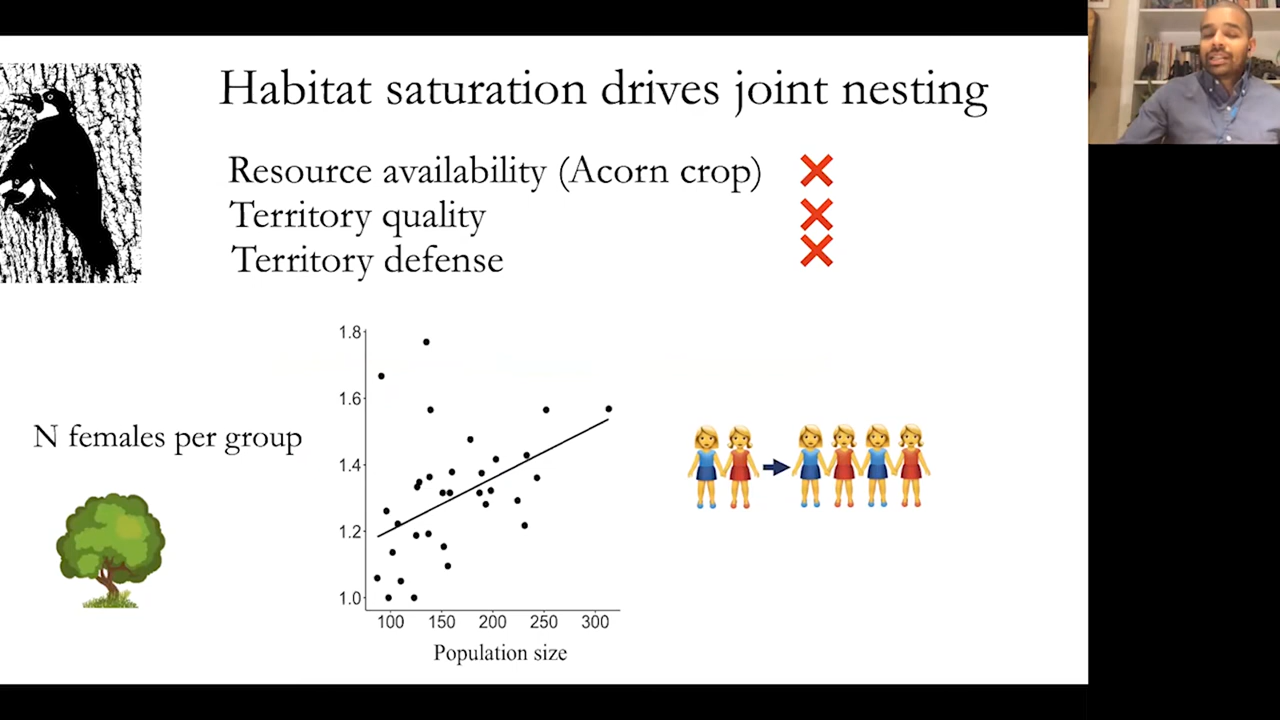 Habitat saturation drives joint nesting
Resource availability (Acorn crop)
Territory quality
Territory defense
N females per group
1.8
1.6
1.4
1.2
1.0
100 150 200 250 300
Population size